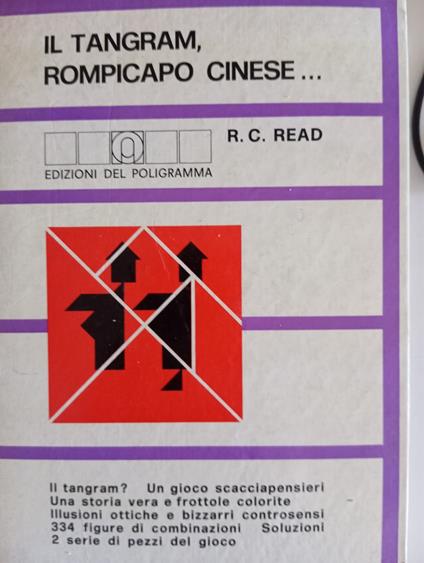 IL TANGRAM,
ROMPICAPO CINESE...
R. C. READ
EDIZIONI DEL POLIGRAMMA
Il tangram? Un gioco scacciapensieri
Una storia vera e frottole colorite
Illusioni ottiche e bizzarri controsensi
334 figure di combinazioni Soluzioni
2 serie di pezzi del gioco